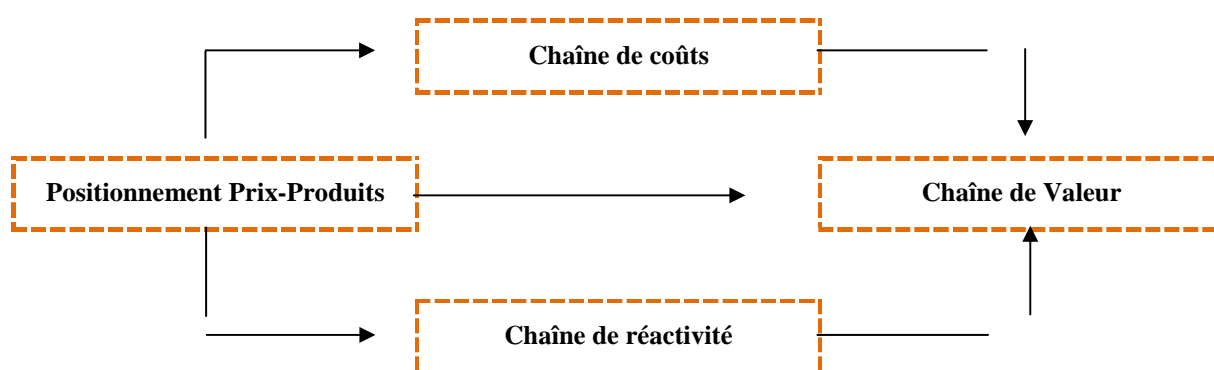 Chaîne de coûts
Positionnement Prix-Produits
Chaîne de Valeur
Chaîne de réactivité